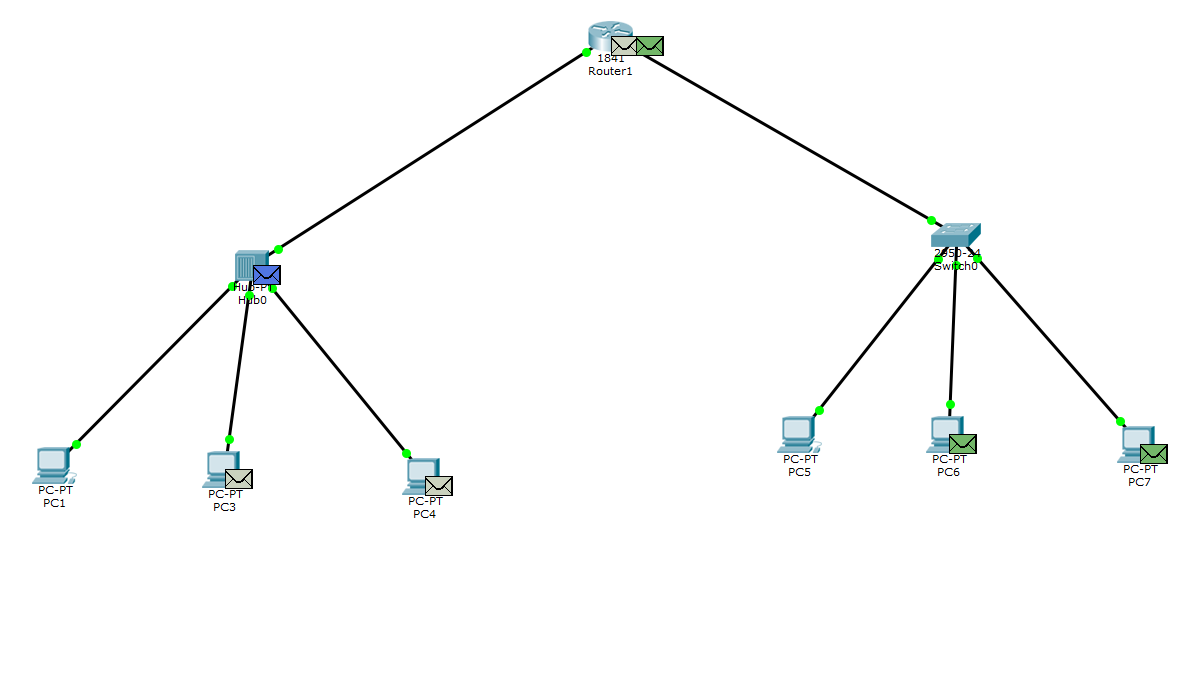 1841
Router1
2950-24
Switch0
Hub-PT
Hub0
PC-PT
PC1
PC-PT
PC3
PC-PT
PC4
PC-PT
PC5
PC-PT
PC6
PC-PT
PC7